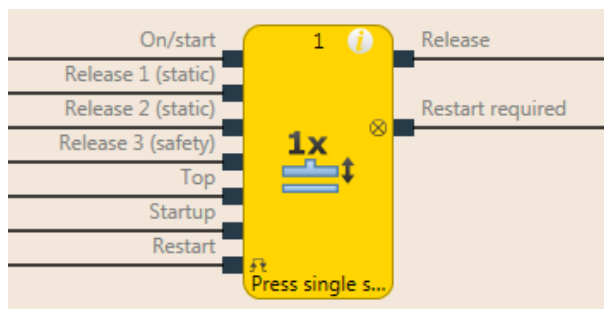 On/start
Release 1 (static)
Release 2 (static)
Release 3 (safety)
Top
Startup
Restart
1 i
1x
Press single s...
Release
Restart required